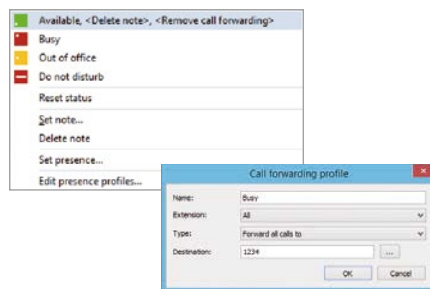 Available, <Delete note>, <Remove call forwarding>
Busy
Out of office
Do not disturb
Reset status
Set note...
Delete note
Set presence...
Edit presence profiles...
Call forwarding profile
Name: Busy
Extension: All
Type: Forward all calls to
Destination: 1234 ...
OK Cancel